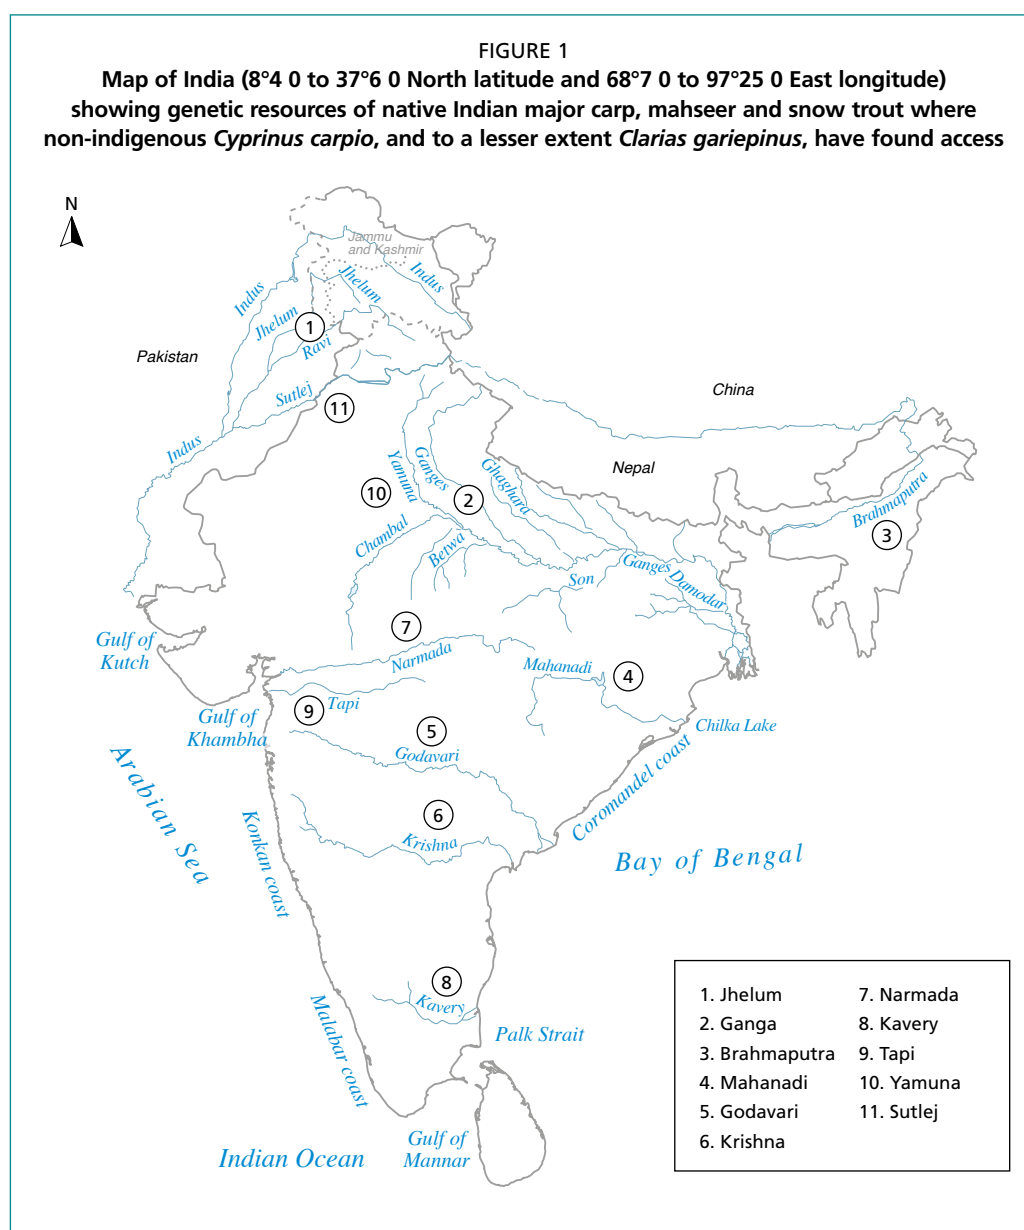 FIGURE 1
Map of India (8°4 0 to 37°6 0 North latitude and 68°7 0 to 97°25 0 East longitude)
showing genetic resources of native Indian major carp, mahseer and snow trout where
non-indigenous Cyprinus carpio, and to a lesser extent Clarias gariepinus, have found access
N
Jammu
and Kashmir
Indus
Jhelum
Indus
Jhelum
1
Ravi
Pakistan
Sutlej
11
China
Indus
Nepal
Yamuna
Ganges
Ghaghara
10
2
Brahmaputra
3
Chambal
Betwa
Son
Ganges
Damodar
7
Gulf of
Kutch
Narmada
Mahanadi
4
9
Tapi
Gulf of
Khambha
5
Chilka Lake
Godavari
Coromandel coast
Arabian Sea
6
Konkan coast
Krishna
Bay of Bengal
8
Kavery
Malabar coast
Palk Strait
Gulf of
Mannar
Indian Ocean
1. Jhelum
2. Ganga
3. Brahmaputra
4. Mahanadi
5. Godavari
6. Krishna
7. Narmada
8. Kavery
9. Tapi
10. Yamuna
11. Sutlej